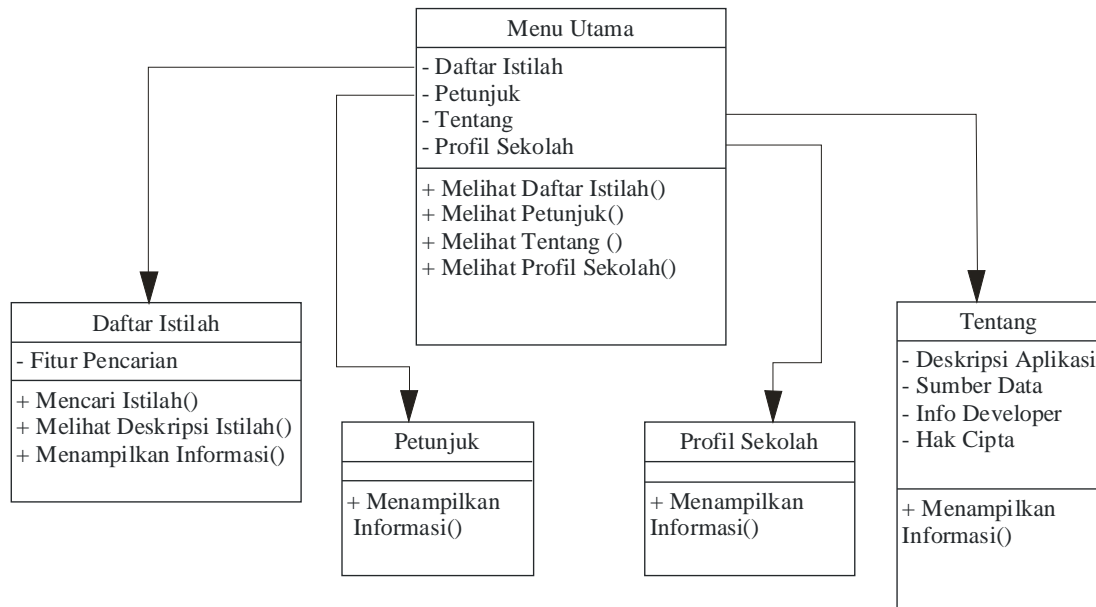 Menu Utama
- Daftar Istilah
- Petunjuk
- Tentang
- Profil Sekolah
+ Melihat Daftar Istilah()
+ Melihat Petunjuk()
+ Melihat Tentang ()
+ Melihat Profil Sekolah()
Daftar Istilah
- Fitur Pencarian
+ Mencari Istilah()
+ Melihat Deskripsi Istilah()
+ Menampilkan Informasi()
Petunjuk
+ Menampilkan
Informasi()
Profil Sekolah
+ Menampilkan
Informasi()
Tentang
- Deskripsi Aplikasi
- Sumber Data
- Info Developer
- Hak Cipta
+ Menampilkan
Informasi()